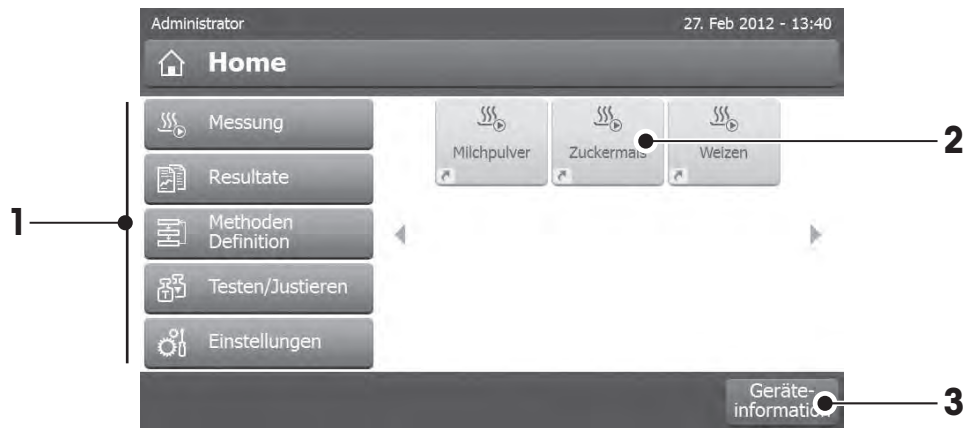 Administrator
27. Feb 2012 - 13:40
Home
Messung
Milchpulver
Zuckermais
Weizen
2
Resultate
1
Methoden
Definition
Testen/Justieren
Einstellungen
Geräte-
information
3